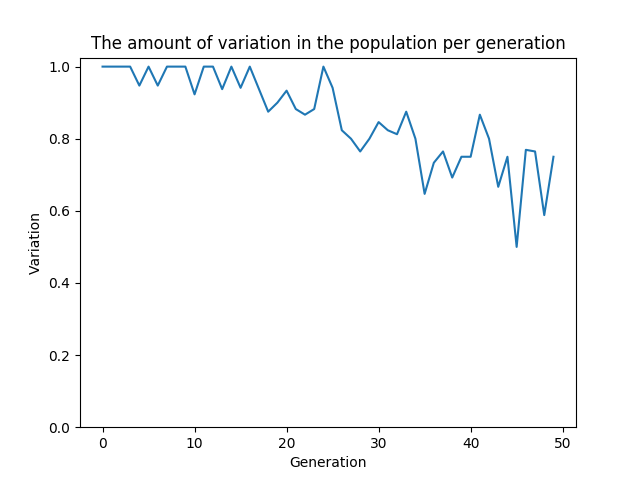 The amount of variation in the population per generation
1.0
0.8
0.6
0.4
0.2
0.0
Variation
0 10 20 30 40 50
Generation